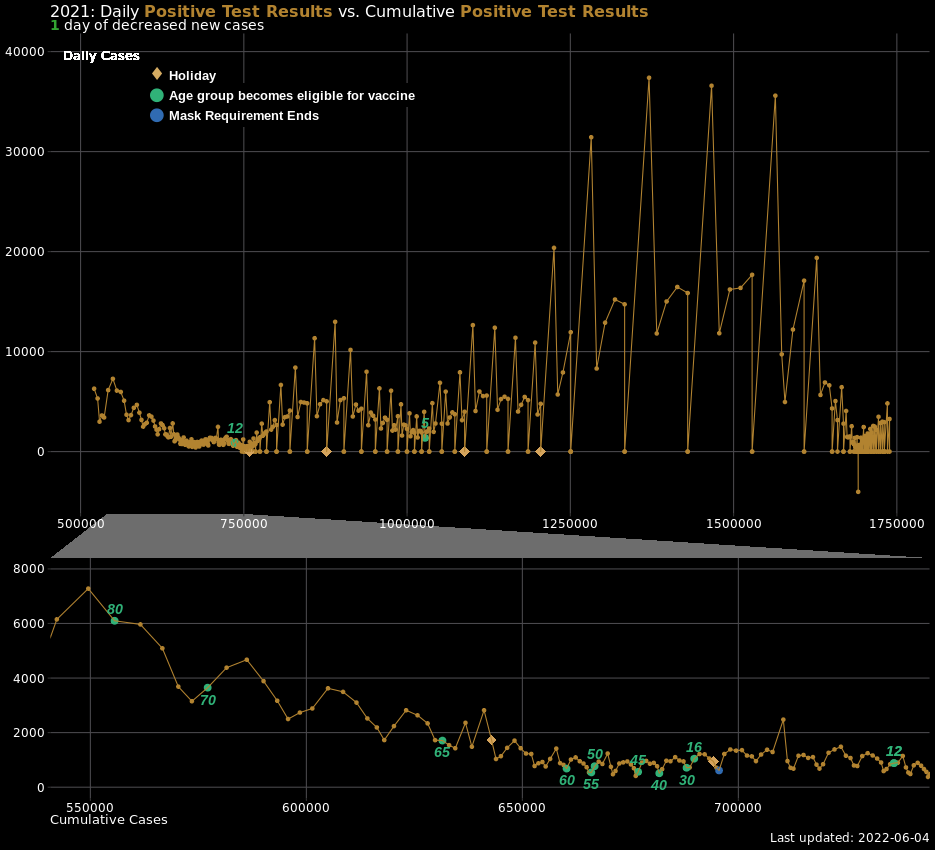 2021: Daily Positive Test Results vs. Cumulative Positive Test Results
1 day of decreased new cases
40000
Daily Cases
Holiday
Age group becomes eligible for vaccine
Mask Requirement Ends
30000
20000
10000
12
5
0
500000 750000 1000000 1250000 1500000 1750000
8000
80
6000
4000
70
2000
65
60
55
50
45
40
30
16
12
0
550000 600000 650000 700000
Cumulative Cases
Last updated: 2022-06-04